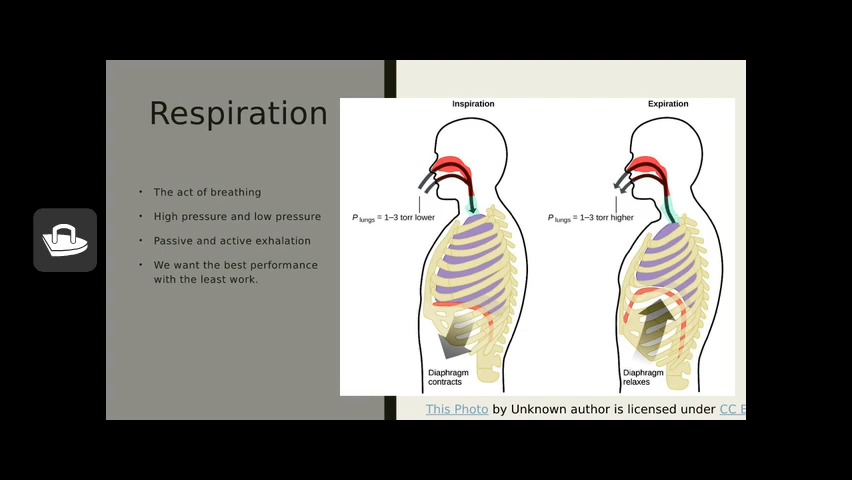 Respiration
• The act of breathing
• High pressure and low pressure
• Passive and active exhalation
• We want the best performance
with the least work.
Inspiration
P lungs = 1–3 torr lower
Diaphragm
contracts
Expiration
P lungs = 1–3 torr higher
Diaphragm
relaxes
This Photo by Unknown author is licensed under CC